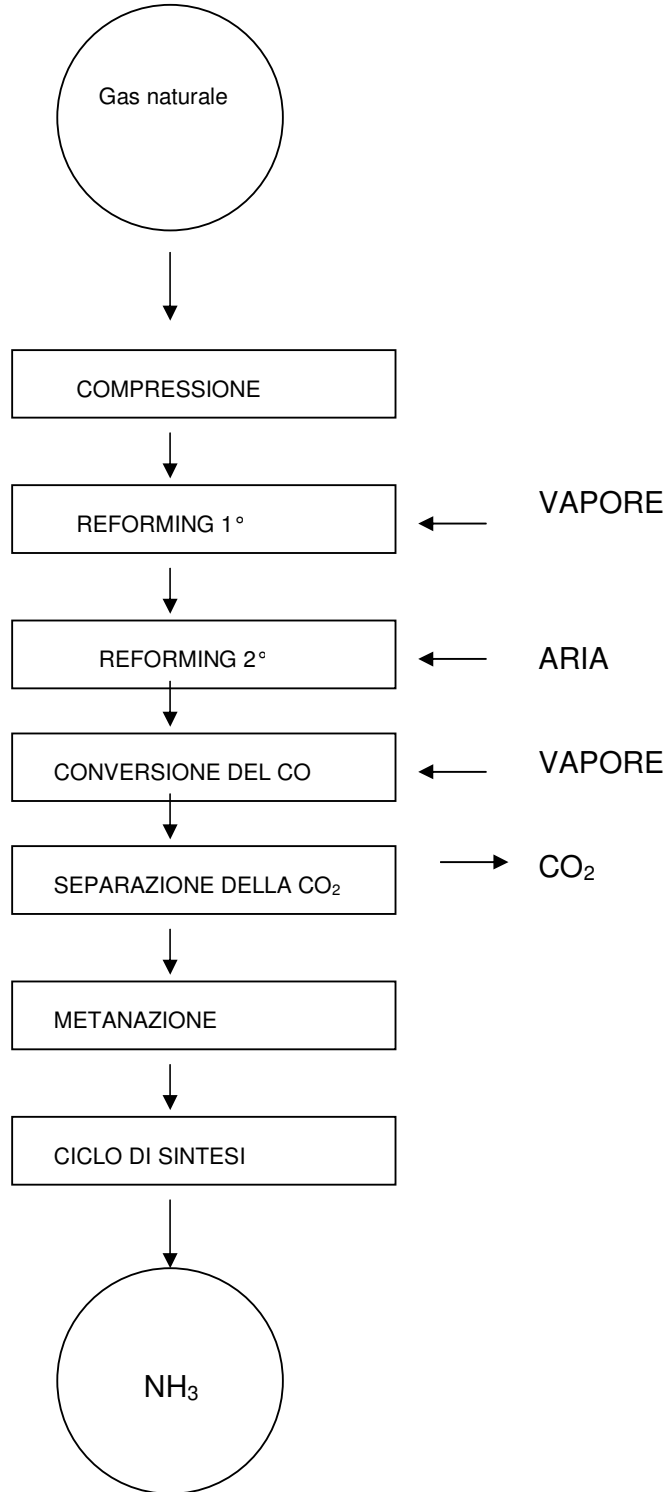 Gas naturale
COMPRESSIONE
REFORMING 1°
VAPORE
REFORMING 2°
ARIA
CONVERSIONE DEL CO
VAPORE
SEPARAZIONE DELLA CO₂
CO₂
METANAZIONE
CICLO DI SINTESI
NH₃